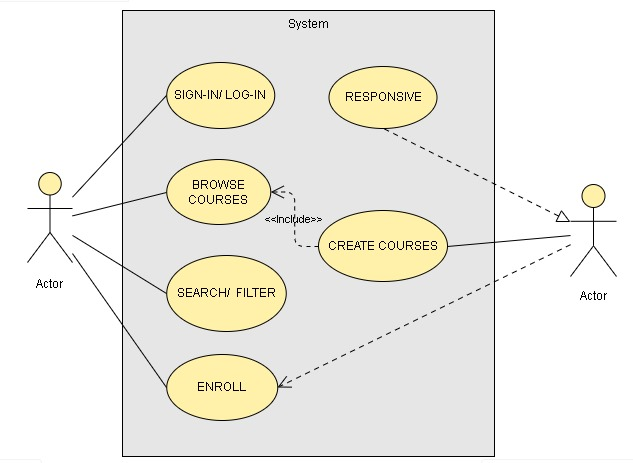 System
SIGN-IN/ LOG-IN
RESPONSIVE
BROWSE
COURSES
<<Include>>
CREATE COURSES
Actor
SEARCH/ FILTER
Actor
ENROLL